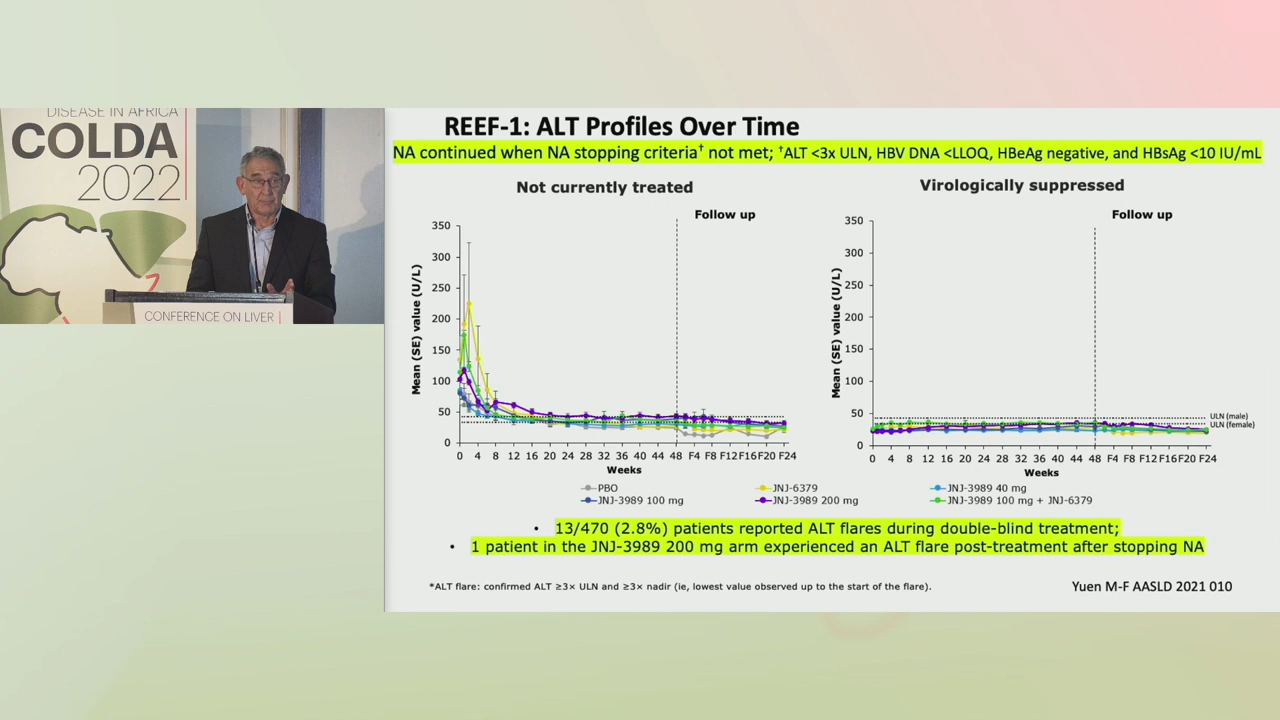 DISEASE IN AFRICA
COLDA
2022
CONFERENCE ON LIVER
REEF-1: ALT Profiles Over Time
NA continued when NA stopping criteria† not met; †ALT <3x ULN, HBV DNA <LLOQ, HBeAg negative, and HBsAg <10 IU/mL
Not currently treated
Follow up
Mean (SE) value (U/L)
350
300
250
200
150
100
50
0
0 4 8 12 16 20 24 28 32 36 40 44 48 F4 F8 F12 F16 F20 F24
Weeks
Virologically suppressed
Follow up
Mean (SE) value (U/L)
350
300
250
200
150
100
50
0
ULN (male)
ULN (female)
0 4 8 12 16 20 24 28 32 36 40 44 48 F4 F8 F12 F16 F20 F24
Weeks
PBO JNJ-6379 JNJ-3989 40 mg
JNJ-3989 100 mg JNJ-3989 200 mg JNJ-3989 100 mg + JNJ-6379
• 13/470 (2.8%) patients reported ALT flares during double-blind treatment;
• 1 patient in the JNJ-3989 200 mg arm experienced an ALT flare post-treatment after stopping NA
*ALT flare: confirmed ALT ≥3× ULN and ≥3× nadir (ie, lowest value observed up to the start of the flare).
Yuen M-F AASLD 2021 010